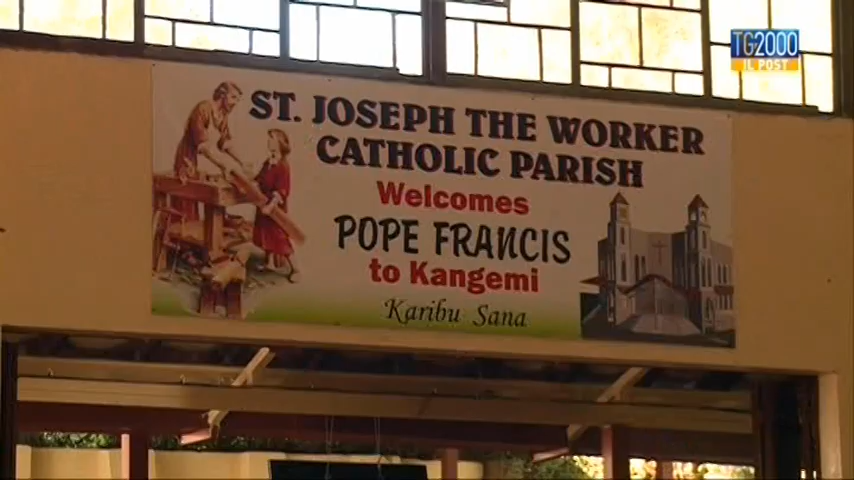 TG2000
IL POST
ST. JOSEPH THE WORKER
CATHOLIC PARISH
Welcomes
POPE FRANCIS
to Kangemi
Karibu Sana